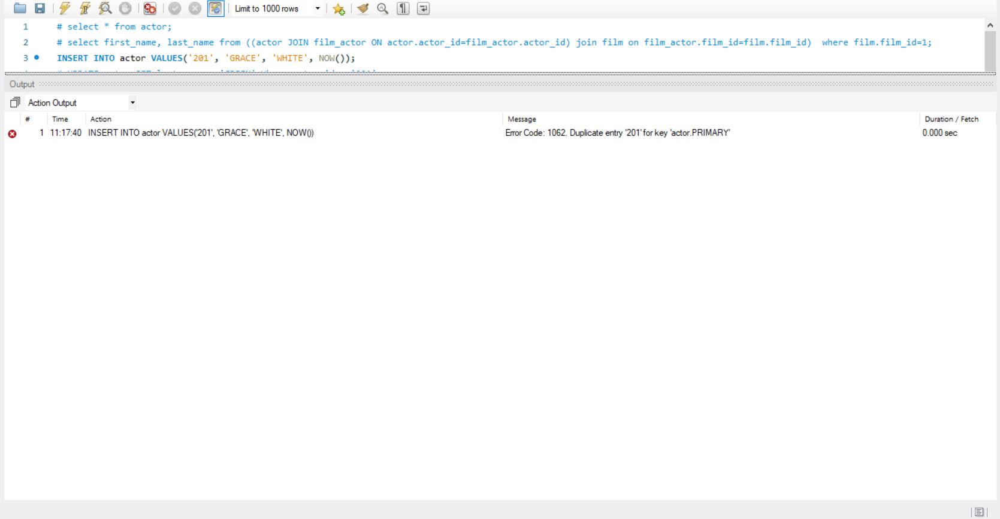 Limit to 1000 rows
1 # select * from actor;
2 # select first_name, last_name from ((actor JOIN film_actor ON actor.actor_id=film_actor.actor_id) join film on film_actor.film_id=film.film_id)  where film.film_id=1;
3 INSERT INTO actor VALUES('201', 'GRACE', 'WHITE', NOW());
Output
Action Output
# Time Action Message Duration / Fetch
1 11:17:40 INSERT INTO actor VALUES('201', 'GRACE', 'WHITE', NOW()) Error Code: 1062. Duplicate entry '201' for key 'actor.PRIMARY' 0.000 sec